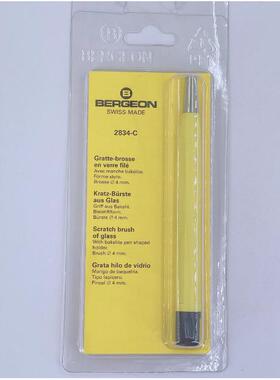 BERGEON
B
BERGEON
SWISS MADE
2834-C
Gratte-brosse
en verre filé
Avec manche bakélite.
Forme stylo.
Brosse ⌀ 4 mm.
Kratz-Bürste
aus Glas
Griff aus Bakelit.
Bleistiftform.
Bürste ⌀ 4 mm.
Scratch brush
of glass
With bakelite pen shaped
holder.
Brush ⌀ 4 mm.
Grata hilo de vidrio
Mango de baquelita.
Tipo lapicero.
Pincel ⌀ 4 mm.